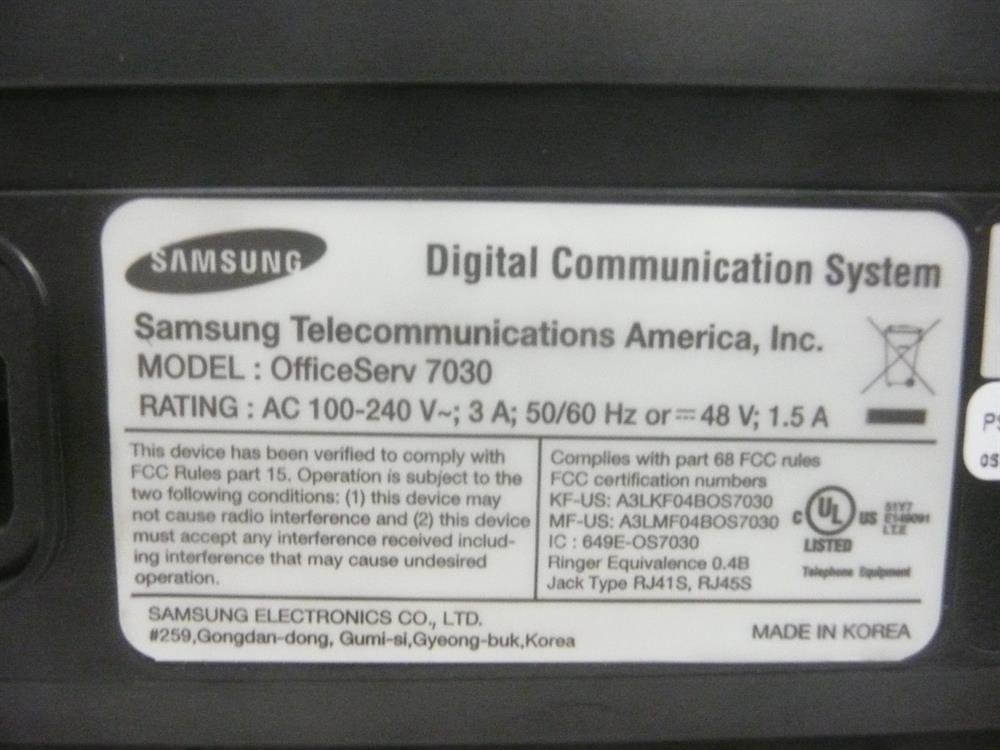 SAMSUNG
Digital Communication System
Samsung Telecommunications America, Inc.
MODEL : OfficeServ 7030
RATING : AC 100-240 V~; 3 A; 50/60 Hz or ⎓ 48 V; 1.5 A
This device has been verified to comply with
FCC Rules part 15. Operation is subject to the
two following conditions: (1) this device may
not cause radio interference and (2) this device
must accept any interference received includ-
ing interference that may cause undesired
operation.
Complies with part 68 FCC rules
FCC certification numbers
KF-US: A3LKF04BOS7030
MF-US: A3LMF04BOS7030
IC : 649E-OS7030
Ringer Equivalence 0.4B
Jack Type RJ41S, RJ45S
C UL US
LISTED
Telephone Equipment
SAMSUNG ELECTRONICS CO., LTD.
#259,Gongdan-dong, Gumi-si,Gyeong-buk,Korea
MADE IN KOREA